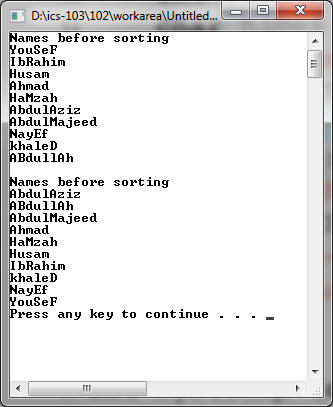 D:\ics-103\102\workarea\Untitled...
Names before sorting
YouSeF
IbRahim
Husam
Ahmad
HaMzah
AbdulAziz
AbdulMajeed
NayEf
khaleD
ABdullAh
Names before sorting
AbdulAziz
ABdullAh
AbdulMajeed
Ahmad
HaMzah
Husam
IbRahim
khaleD
NayEf
YouSeF
Press any key to continue . . . _